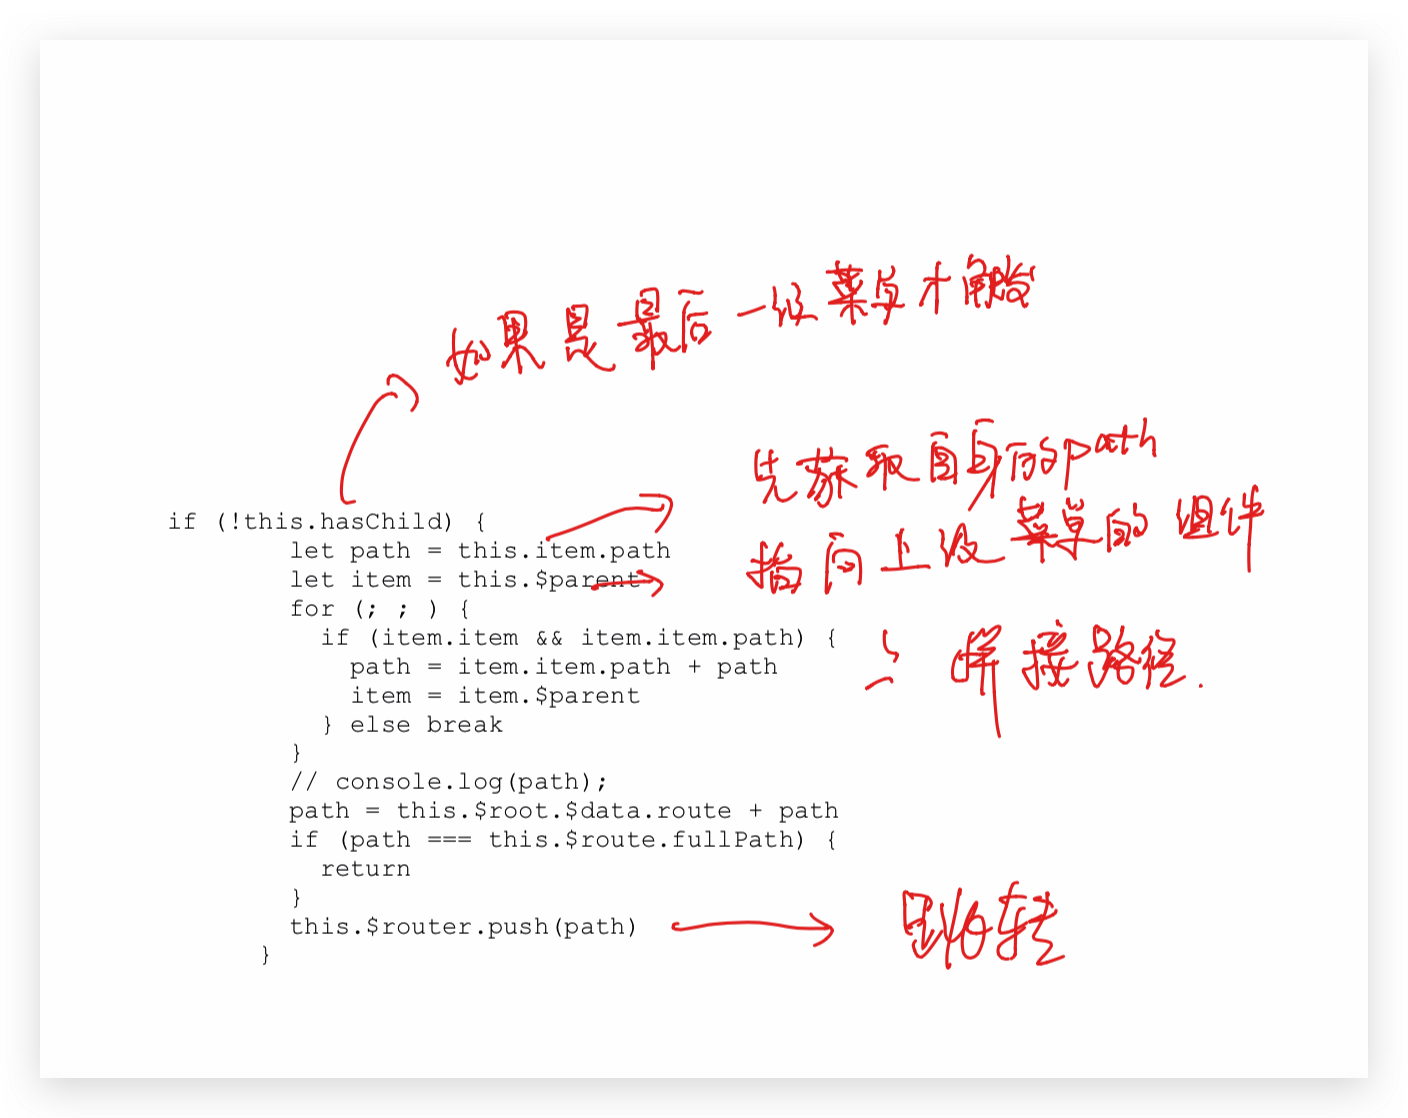 如果是最后一级菜单才触发
先获取自身的path
if (!this.hasChild) {
let path = this.item.path
指向上级菜单的组件
let item = this.$parent
for (; ; ) {
if (item.item && item.item.path) {
path = item.item.path + path
拼接路径.
item = item.$parent
} else break
}
// console.log(path);
path = this.$root.$data.route + path
if (path === this.$route.fullPath) {
return
}
this.$router.push(path)
跳转
}